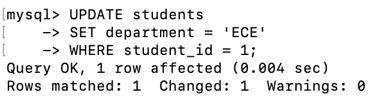 [mysql> UPDATE students
[    -> SET department = 'ECE'
[    -> WHERE student_id = 1;
Query OK, 1 row affected (0.004 sec)
Rows matched: 1  Changed: 1  Warnings: 0